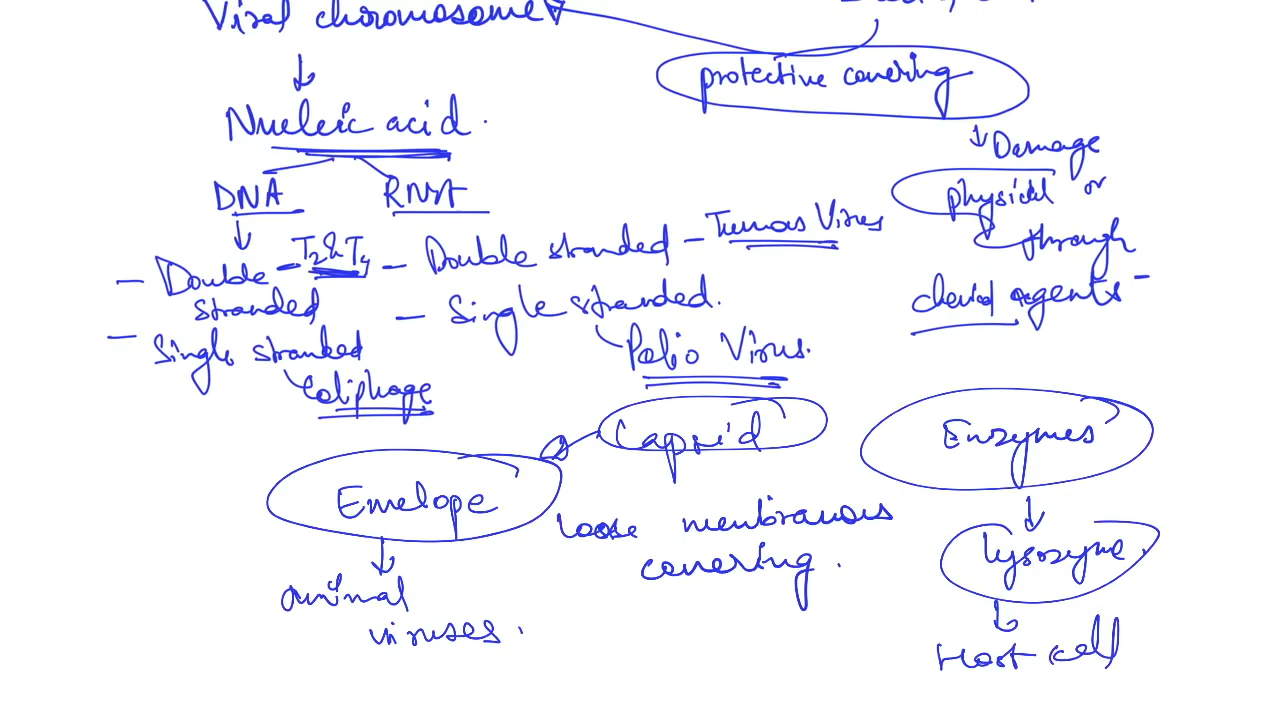 Viral chromosome
protective covering
Nucleic acid.
DNA
RNA
Damage
physical or
through
chemical agents
- Double - T2 & T4
stranded
- Single stranded
Coliphage
- Double stranded - Tumous Virus
- Single stranded.
Polio Virus.
Capsid
Envelope
loose membranous
covering.
animal
viruses.
Enzymes
Lysozyme
Host cell